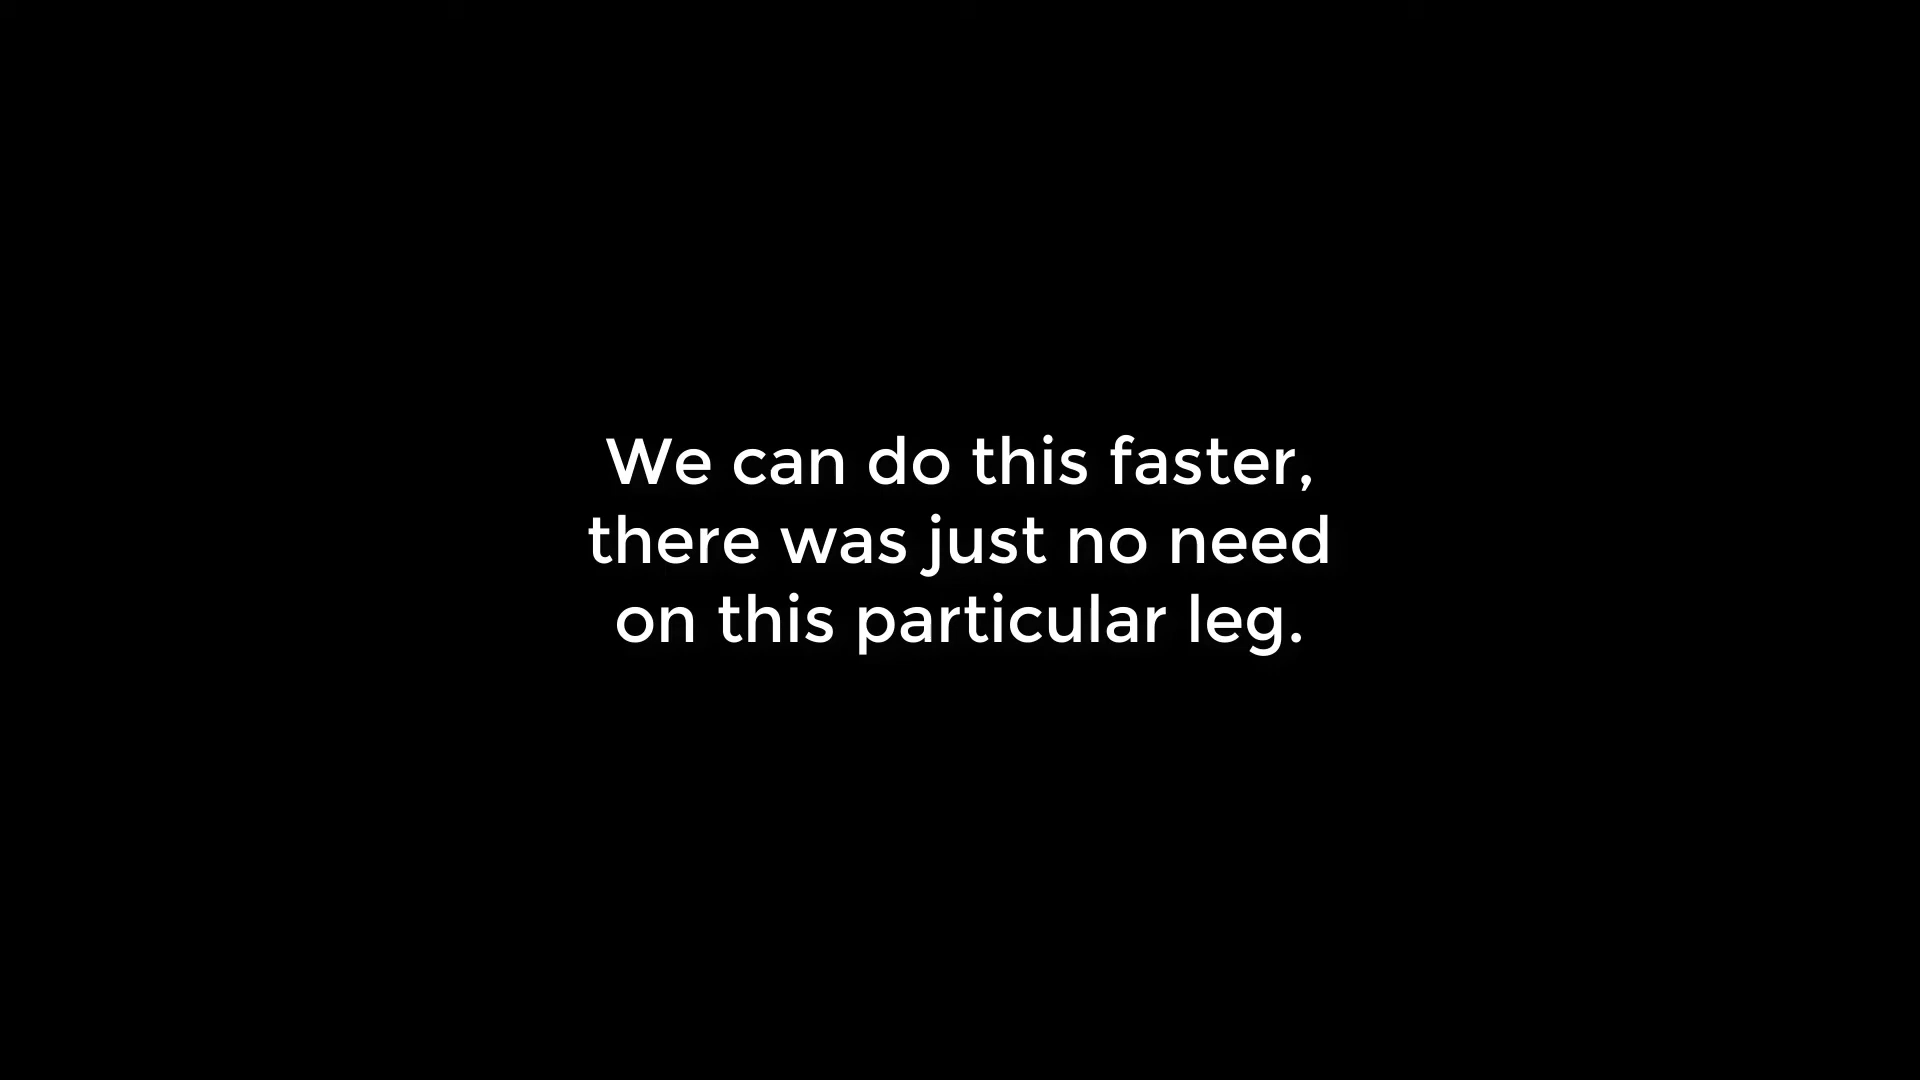 We can do this faster,
there was just no need
on this particular leg.